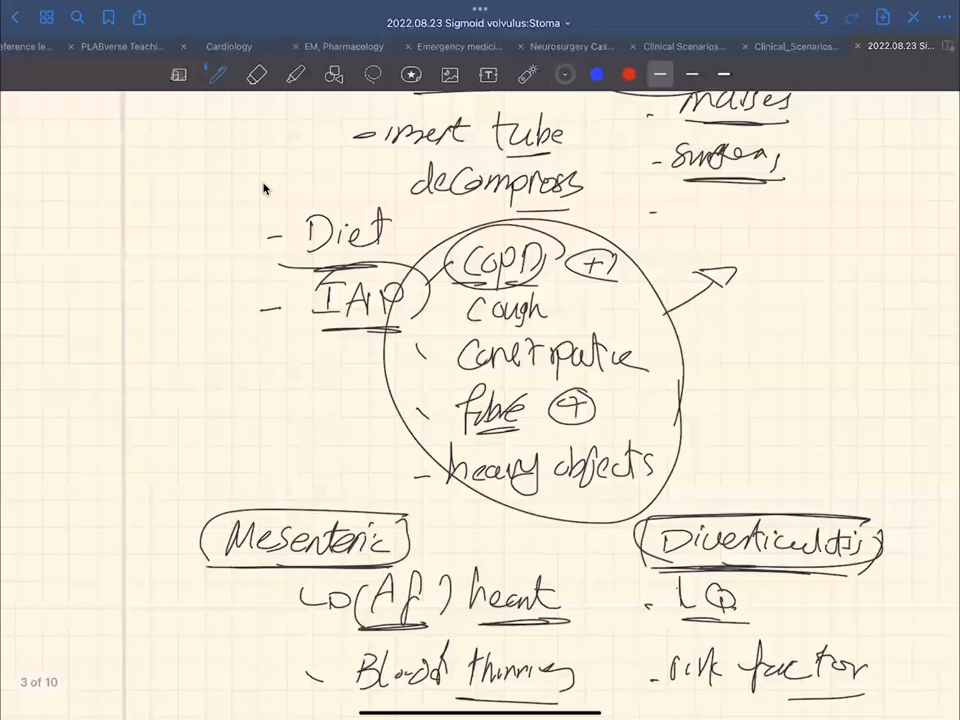 2022.08.23 Sigmoid volvulus:Stoma
eference le...
PLABverse Teachi...
Cardiology
EM, Pharmacology
Emergency medici...
Neurosurgery Cas...
Clinical Scenarios...
Clinical_Scenarios...
2022.08.23 Si...
- insert tube
decompress
. masses
- surgery
-
- Diet
- IAP
COPD (+)
cough
- heavy objects
Mesenteric
(Af) heart
Blood thinning
Diverticulitis
. LQ
- risk factor
3 of 10